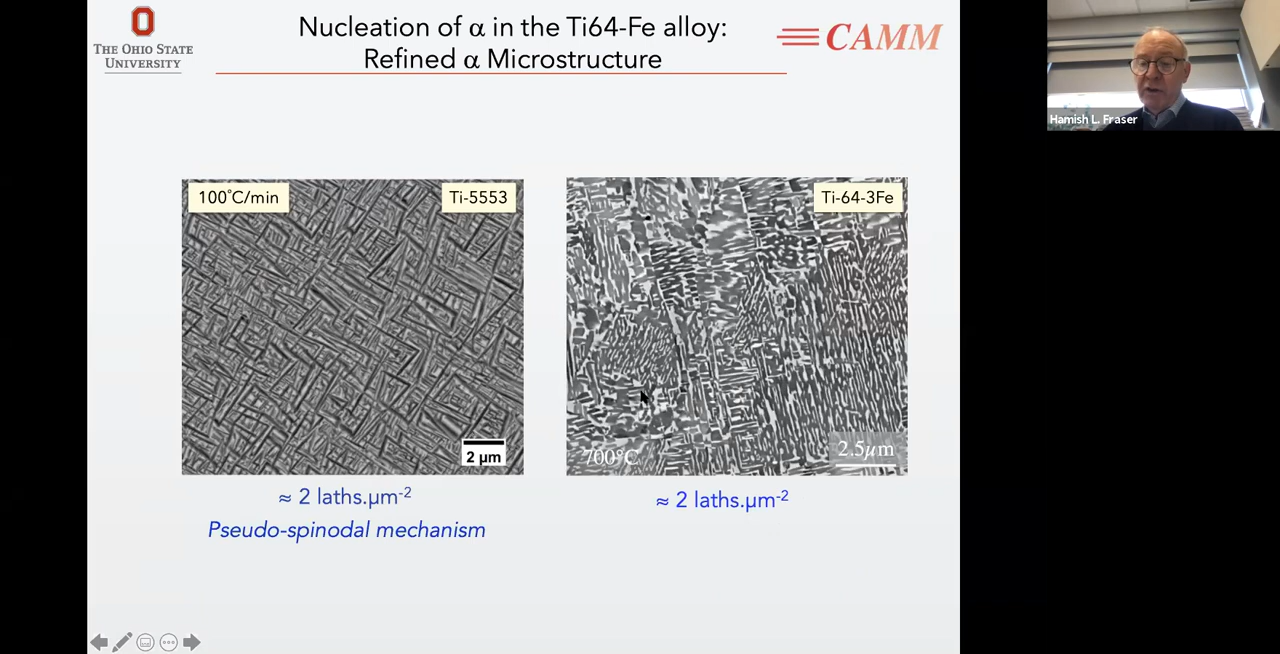 THE OHIO STATE
UNIVERSITY
Nucleation of α in the Ti64-Fe alloy:
Refined α Microstructure
CAMM
Hamish L. Fraser
100°C/min
Ti-5553
2 µm
≈ 2 laths.µm-2
Pseudo-spinodal mechanism
Ti-64-3Fe
700°C
2.5µm
≈ 2 laths.µm-2